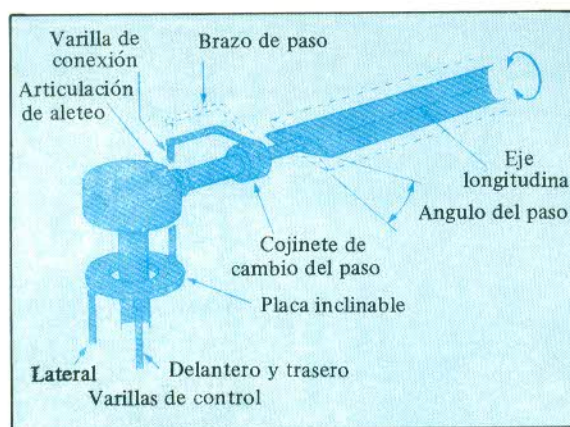 Varilla de
conexión
Brazo de paso
Articulación
de aleteo
Eje
longitudina
Angulo del paso
Cojinete de
cambio del paso
Placa inclinable
Lateral
Delantero y trasero
Varillas de control